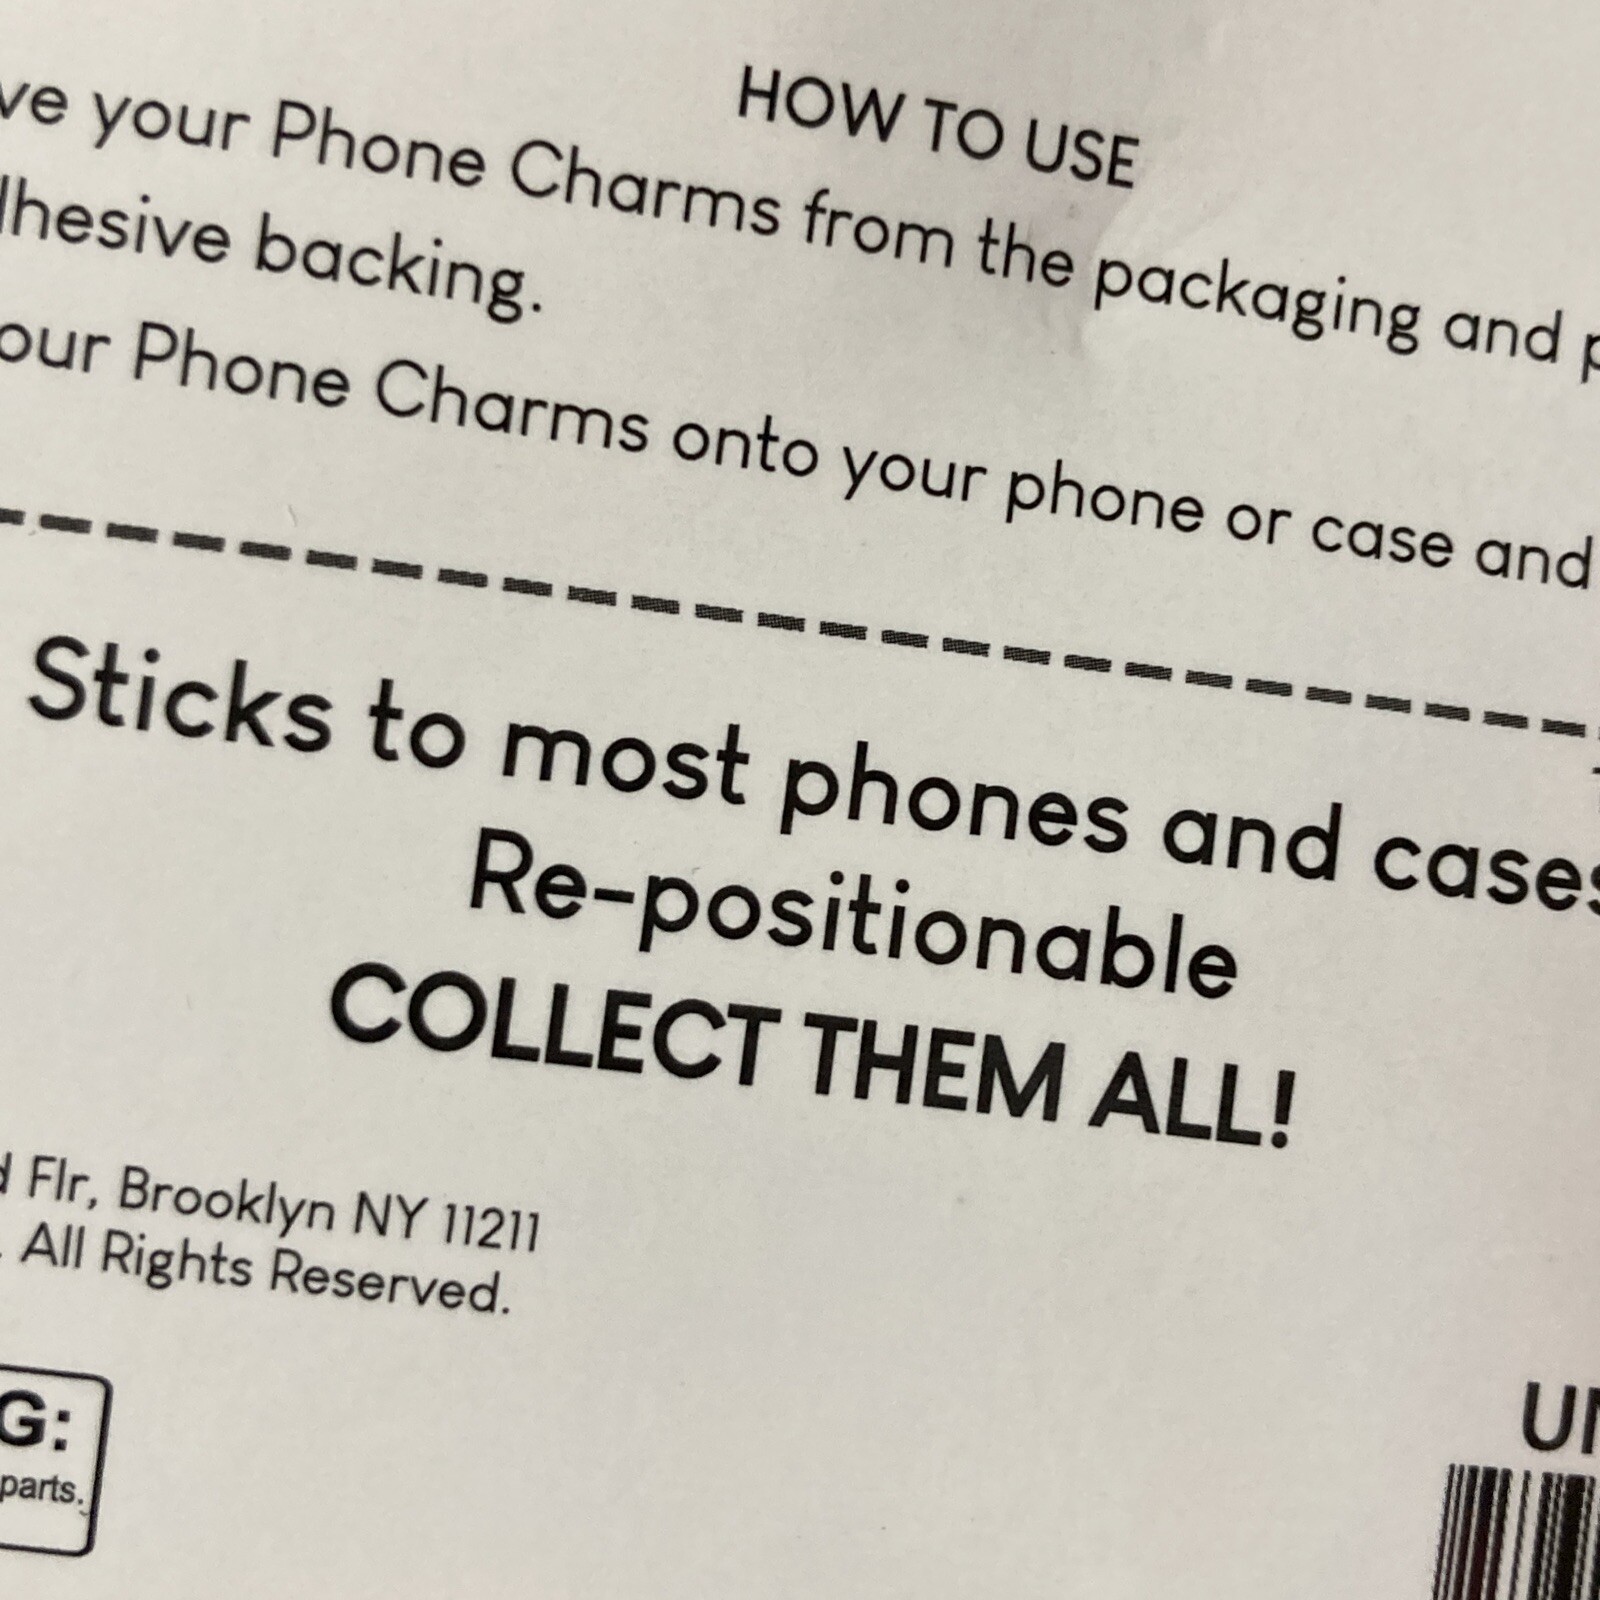 HOW TO USE
ve your Phone Charms from the packaging and p
dhesive backing.
our Phone Charms onto your phone or case and
Sticks to most phones and cases
Re-positionable
COLLECT THEM ALL!
d Flr, Brooklyn NY 11211
. All Rights Reserved.
G:
parts.
UN